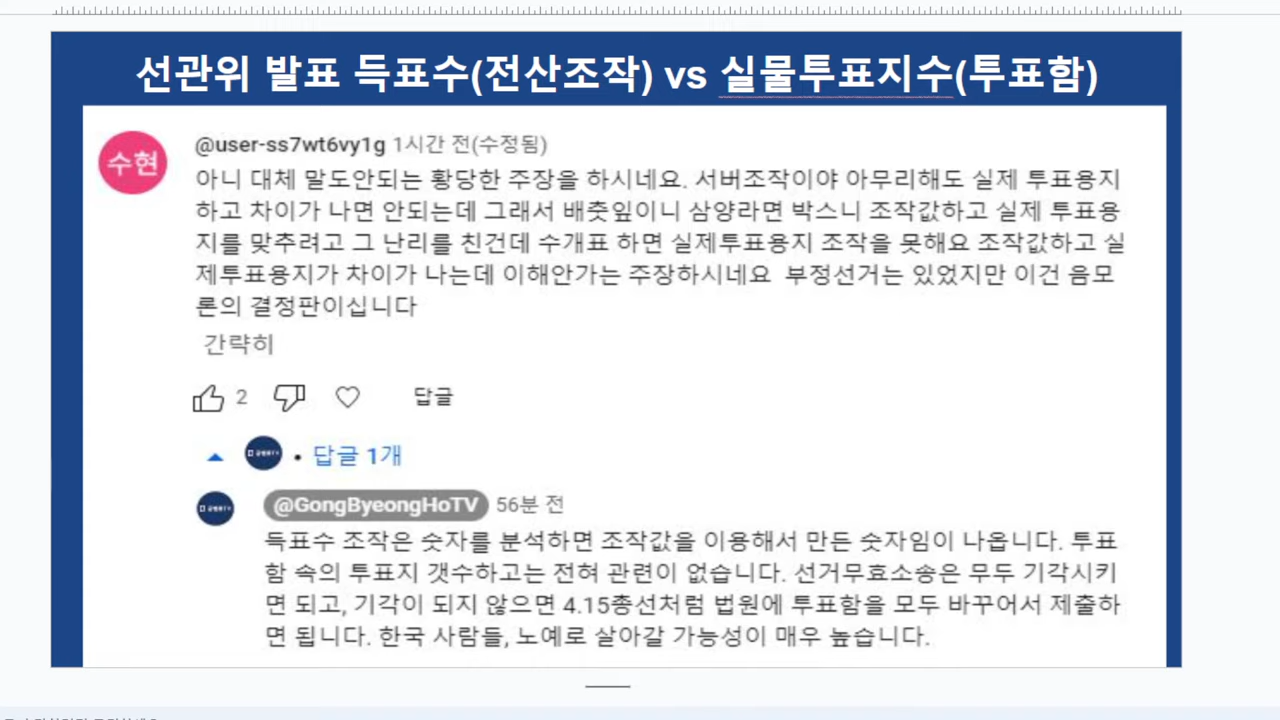 선관위 발표 득표수(전산조작) vs 실물투표지수(투표함)
수현
@user-ss7wt6vy1g 1시간 전(수정됨)
아니 대체 말도안되는 황당한 주장을 하시네요. 서버조작이야 아무리해도 실제 투표용지
하고 차이가 나면 안되는데 그래서 배춧잎이니 삼양라면 박스니 조작값하고 실제 투표용
지를 맞추려고 그 난리를 친건데 수개표 하면 실제투표용지 조작을 못해요 조작값하고 실
제투표용지가 차이가 나는데 이해안가는 주장하시네요 부정선거는 있었지만 이건 음모
론의 결정판이십니다
간략히
2 답글
• 답글 1개
@GongByeongHoTV 56분 전
득표수 조작은 숫자를 분석하면 조작값을 이용해서 만든 숫자임이 나옵니다. 투표
함 속의 투표지 갯수하고는 전혀 관련이 없습니다. 선거무효소송은 모두 기각시키
면 되고, 기각이 되지 않으면 4.15총선처럼 법원에 투표함을 모두 바꾸어서 제출하
면 됩니다. 한국 사람들, 노예로 살아갈 가능성이 매우 높습니다.